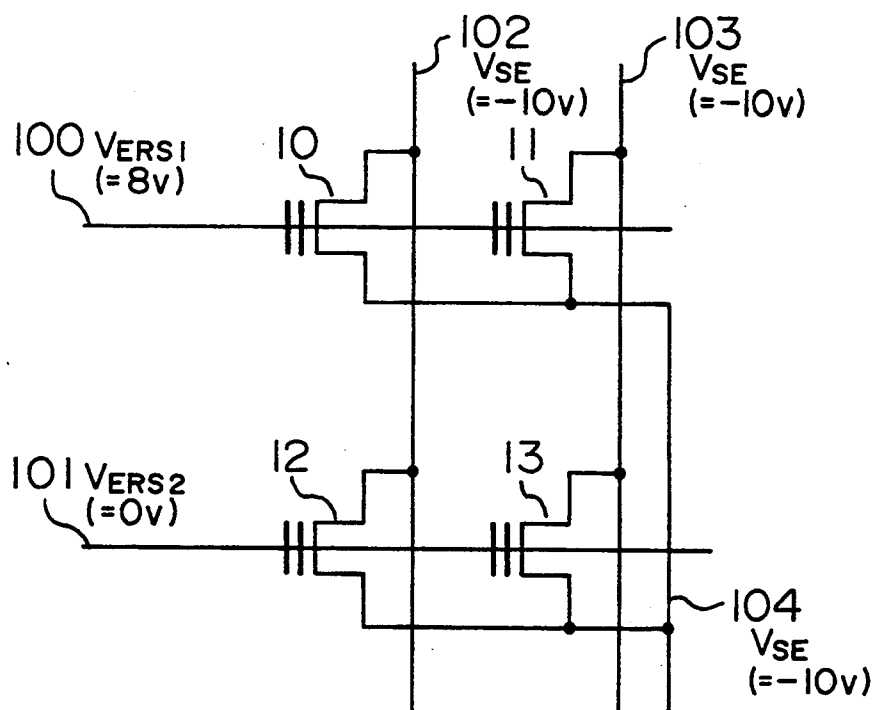 102
VSE
(=-10v)
103
VSE
(=-10v)
100 VERS1
(=8v)
10
11
101 VERS2
(=0v)
12
13
104
VSE
(=-10v)